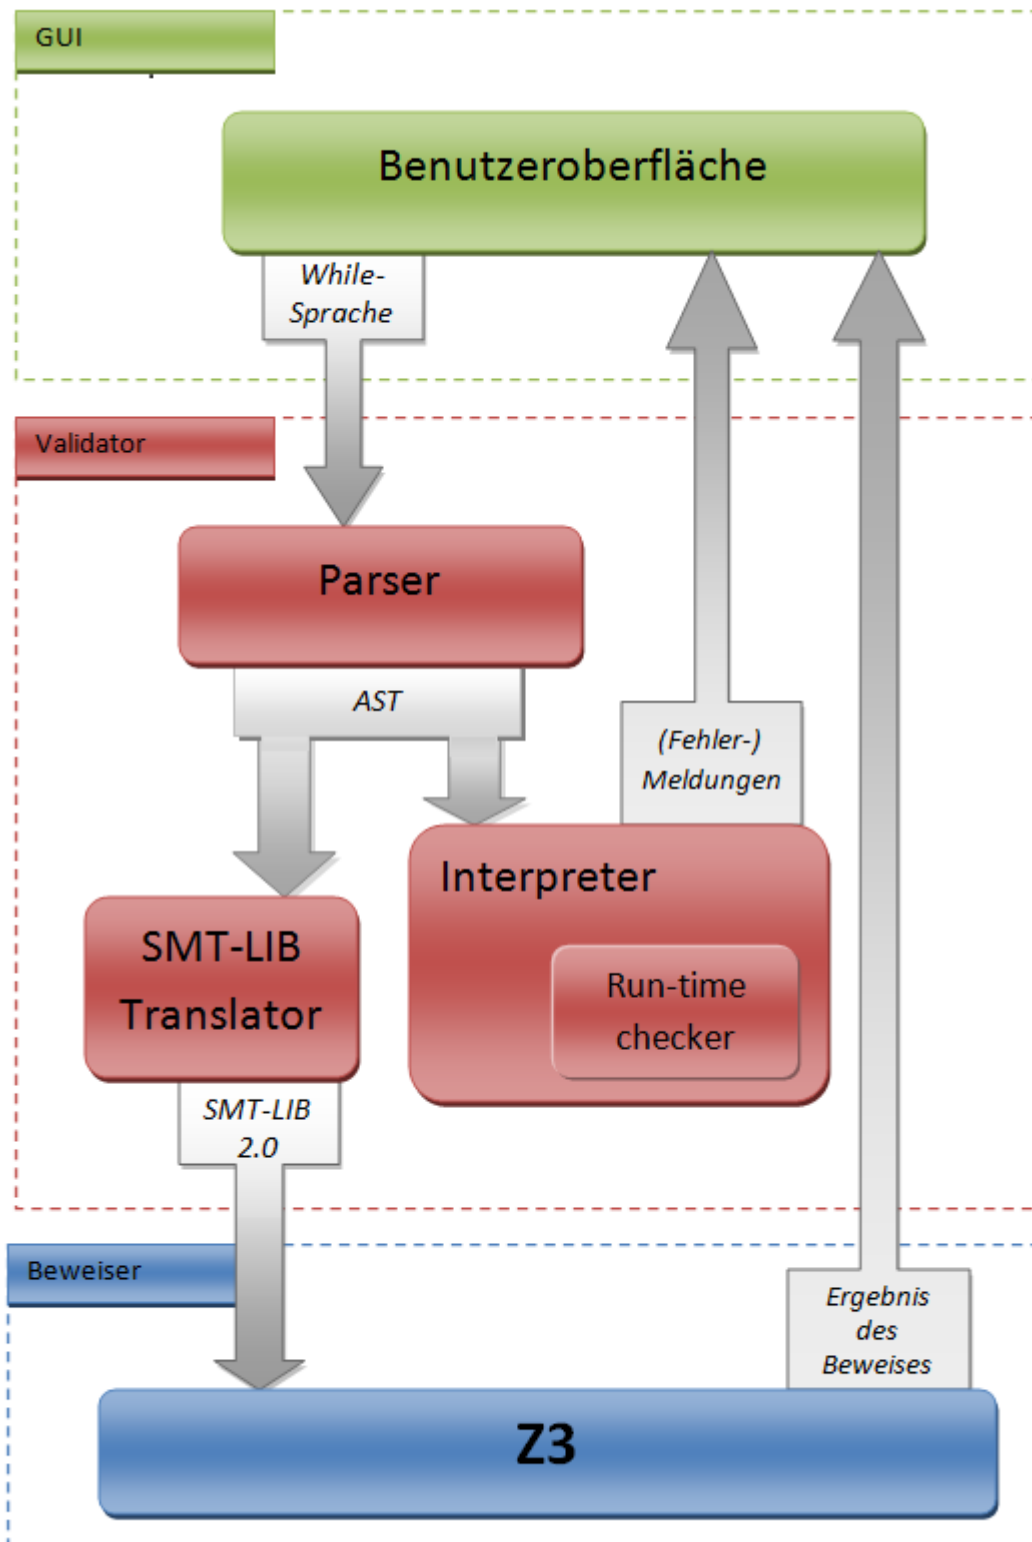 GUI
Benutzeroberfläche
While-
Sprache
Validator
Parser
AST
(Fehler-)
Meldungen
Interpreter
Run-time
checker
SMT-LIB
Translator
SMT-LIB
2.0
Beweiser
Ergebnis
des
Beweises
Z3